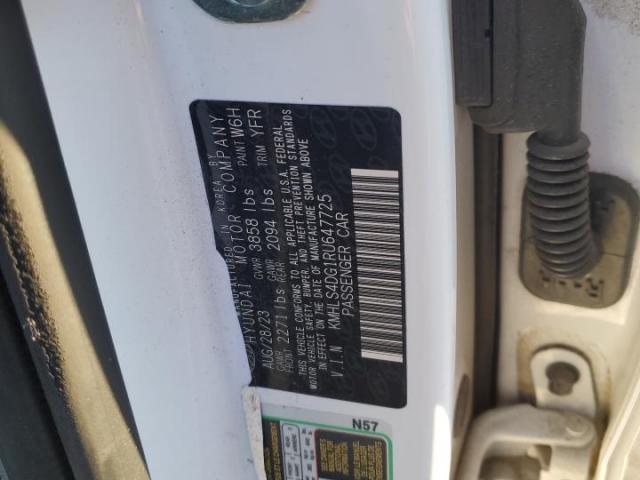 MANUFACTURED IN KOREA BY
HYUNDAI MOTOR COMPANY
AUG/28/23 GVWR 3858 lbs PAINT W6H
GAWR FRONT 2271 lbs GAWR REAR 2094 lbs TRIM YFR
THIS VEHICLE CONFORMS TO ALL APPLICABLE U.S.A. FEDERAL
MOTOR VEHICLE SAFETY, BUMPER, AND THEFT PREVENTION STANDARDS
IN EFFECT ON THE DATE OF MANUFACTURE SHOWN ABOVE
V.I.N KMHLS4DG1RU647725
PASSENGER CAR
N57